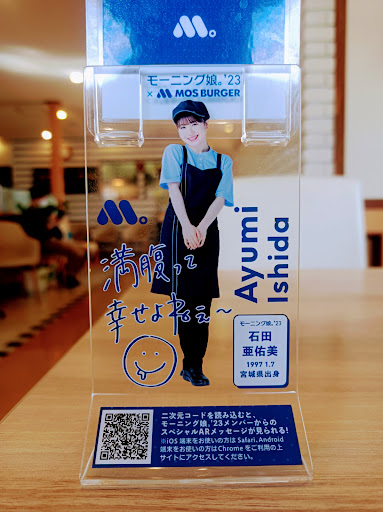 M.
モーニング娘。'23
× M MOS BURGER
M.
満腹って
幸せよねぇ〜
Ayumi
Ishida
モーニング娘。'23
石田
亜佑美
1997 1.7
宮城県出身
二次元コードを読み込むと、
モーニング娘。'23メンバーからの
スペシャルARメッセージが見られる!
※iOS 端末をお使いの方は Safari、Android
端末をお使いの方はChrome をご利用の上
サイトにアクセスしてください。